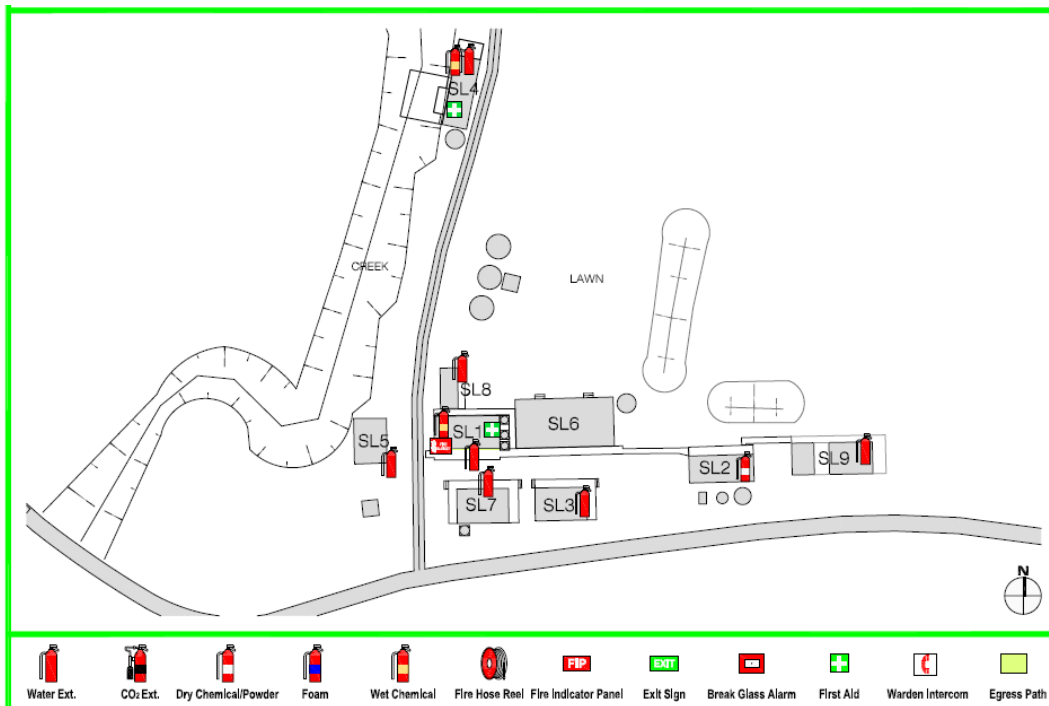 SL4
CREEK
LAWN
SL8
SL1
SL6
SL5
SL2
SL9
SL7
SL3
N
FIP
EXIT
Water Ext.
CO2 Ext.
Dry Chemical/Powder
Foam
Wet Chemical
Fire Hose Reel
Fire Indicator Panel
Exit Sign
Break Glass Alarm
First Aid
Warden Intercom
Egress Path